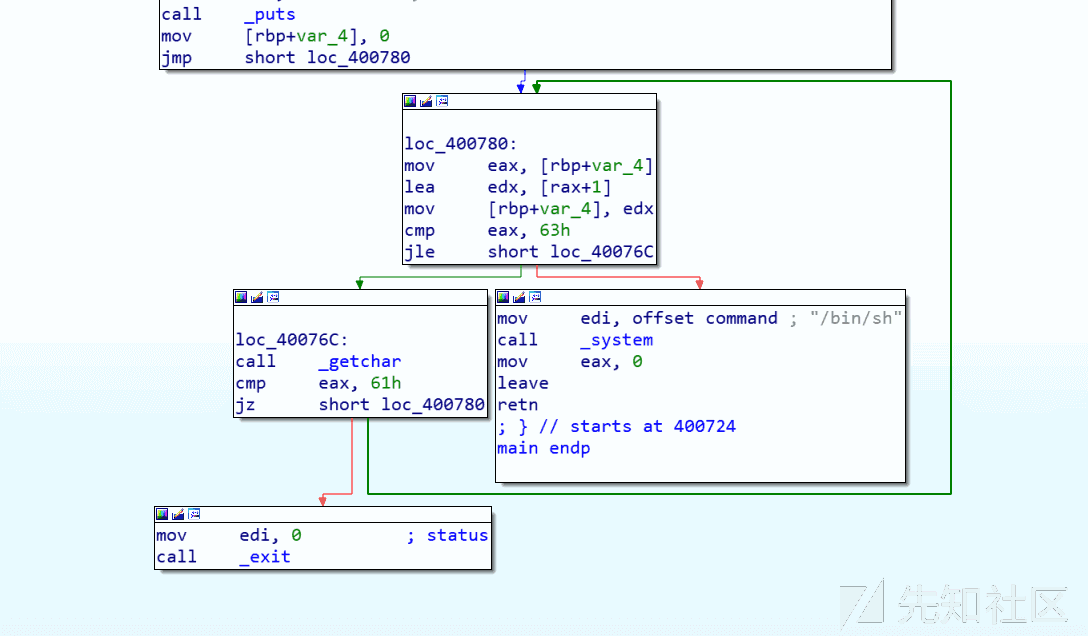 call _puts
mov [rbp+var_4], 0
jmp short loc_400780
loc_400780:
mov eax, [rbp+var_4]
lea edx, [rax+1]
mov [rbp+var_4], edx
cmp eax, 63h
jle short loc_40076C
loc_40076C:
call _getchar
cmp eax, 61h
jz short loc_400780
mov edi, offset command ; "/bin/sh"
call _system
mov eax, 0
leave
retn
; } // starts at 400724
main endp
mov edi, 0 ; status
call _exit
先知社区